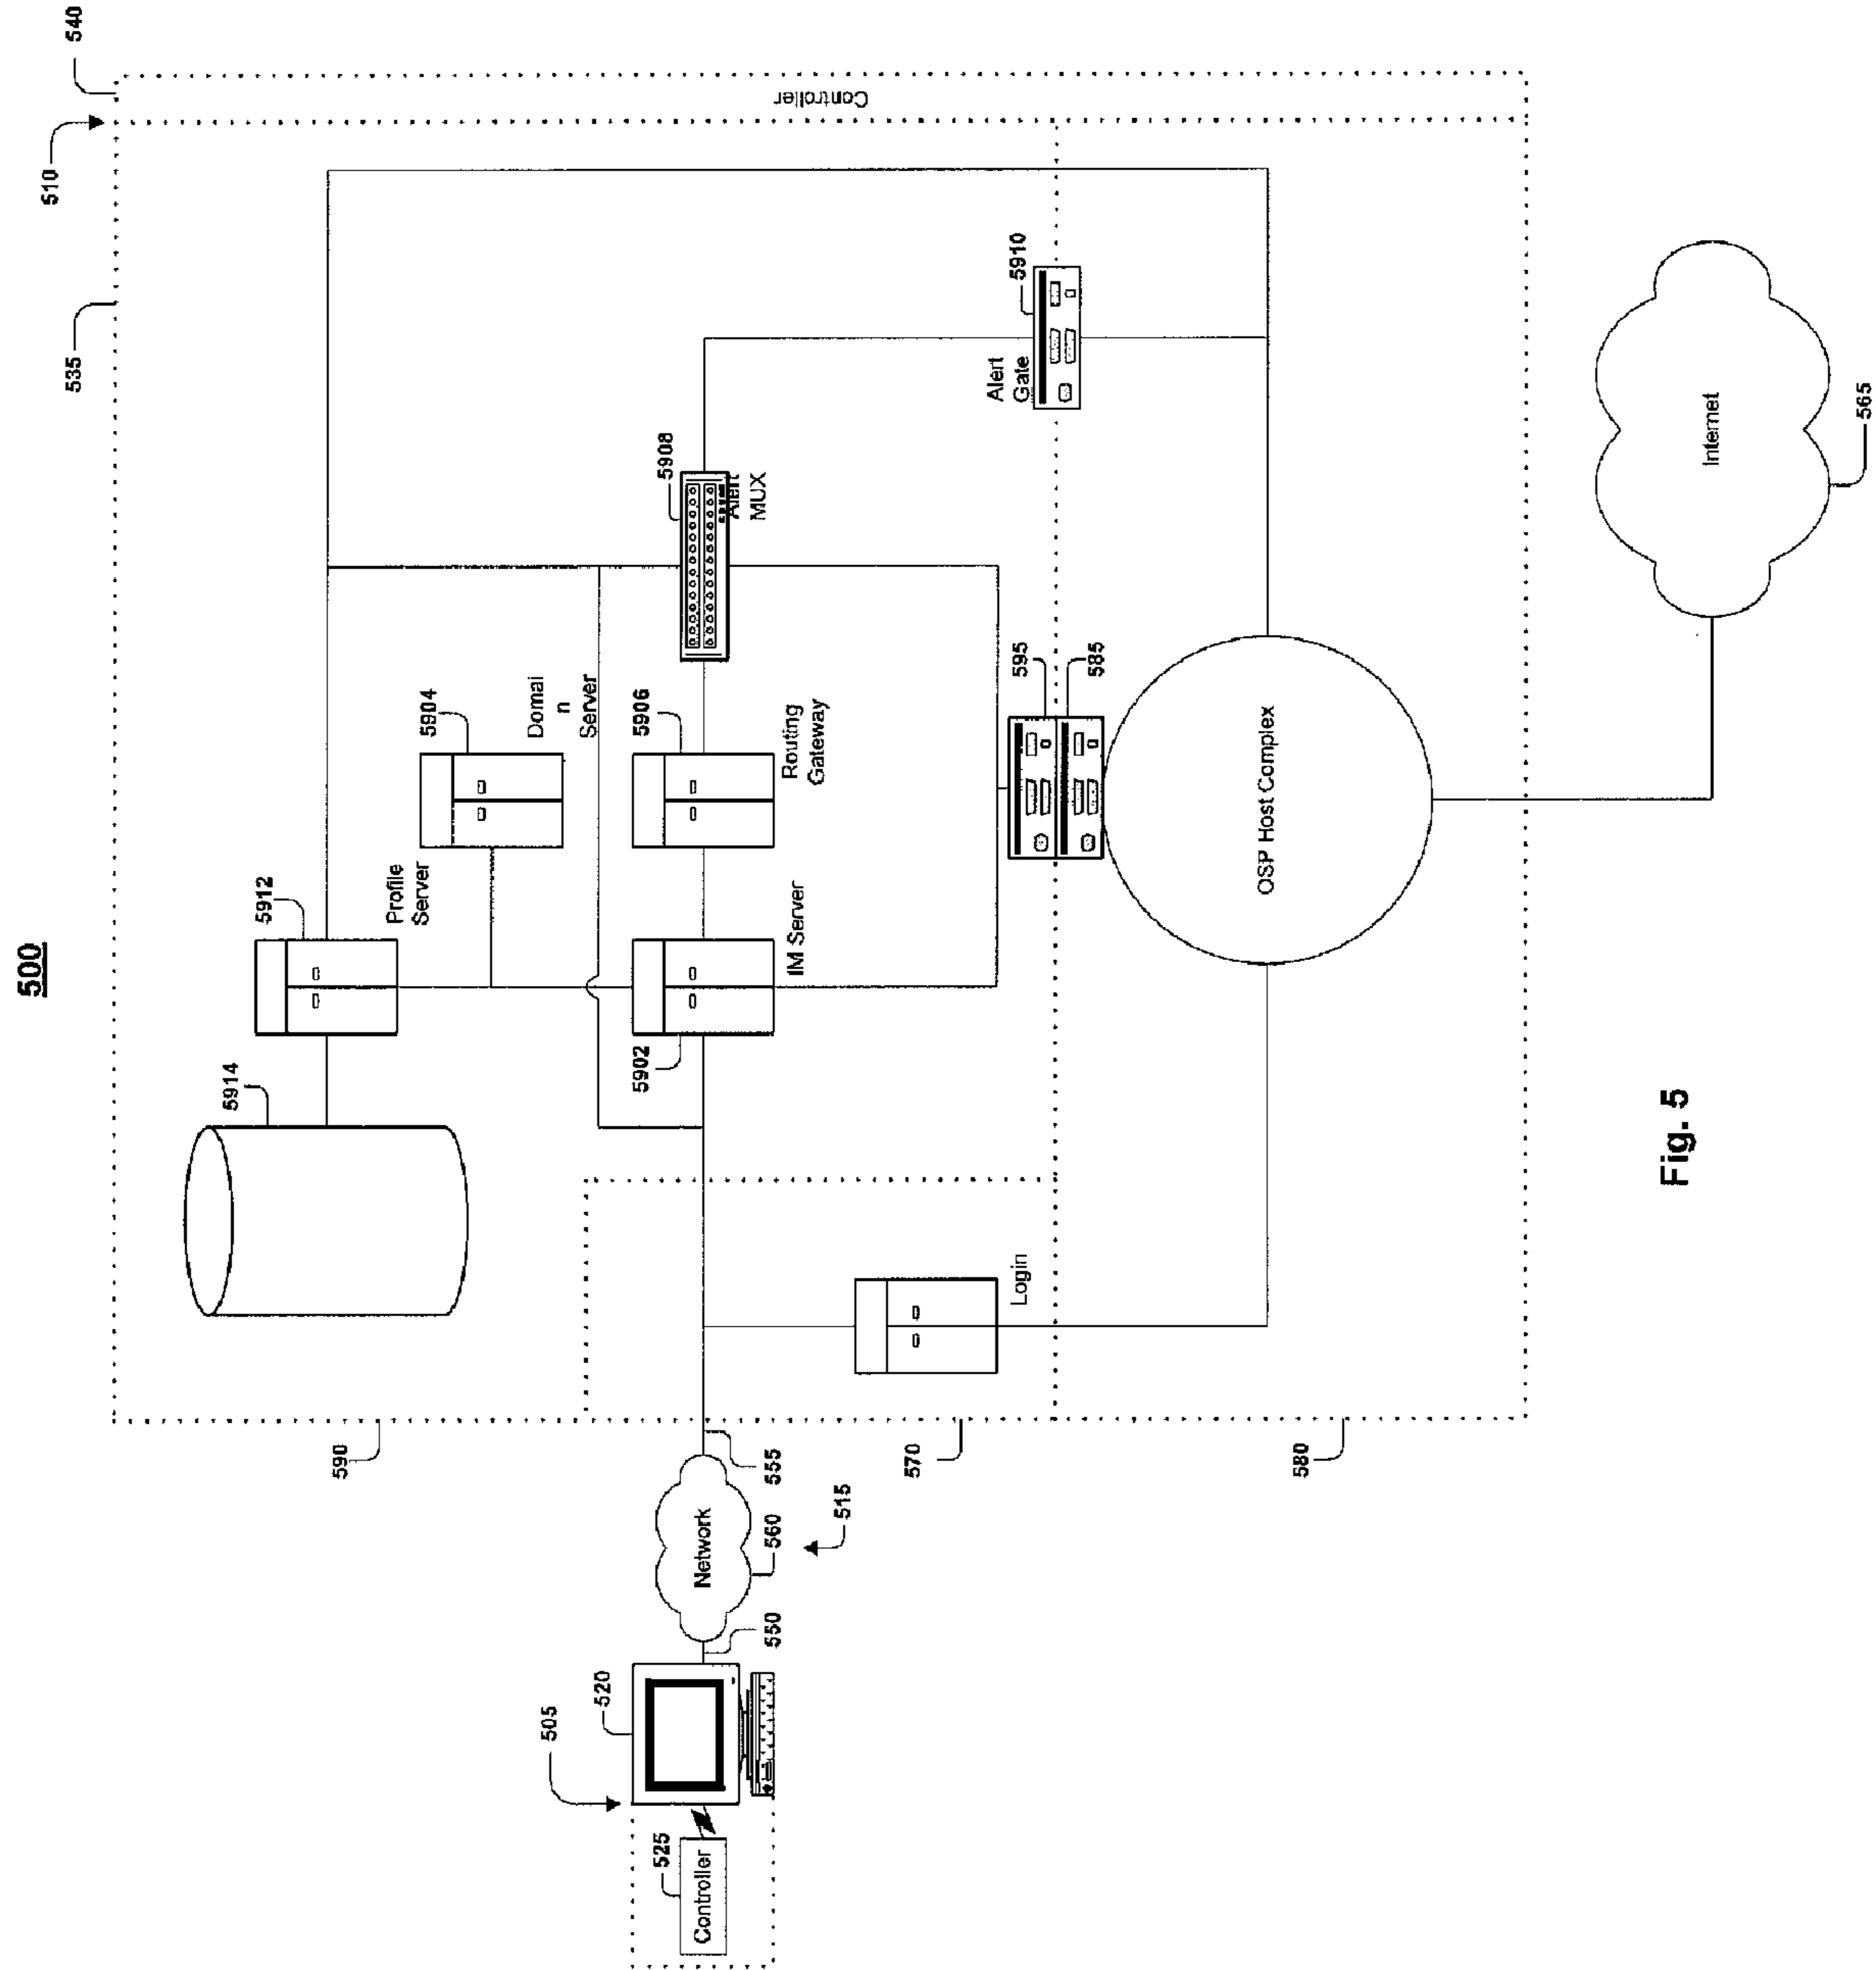 500
540
510
Controller
535
5914
5912
Profile
Server
5904
Domai
n
Server
5908
Alert
MUX
5906
Routing
Gateway
5902
IM Server
5910
Alert
Gate
595
585
590
Login
570
580
OSP Host Complex
Internet
565
505
520
525
Controller
550
Network
560
555
515
Fig. 5